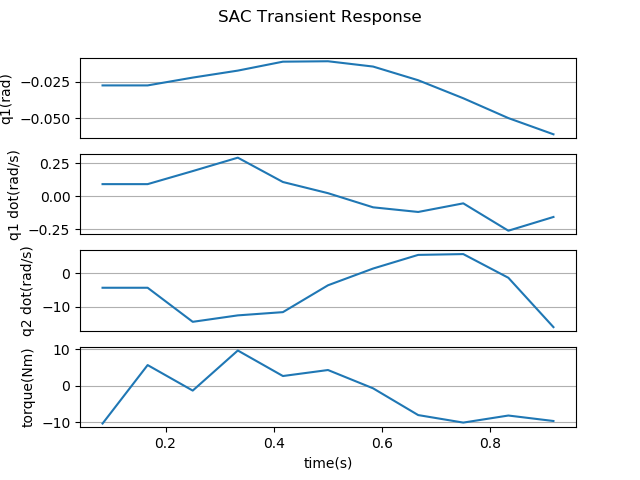 SAC Transient Response
q1(rad)
−0.025
−0.050
q1 dot(rad/s)
0.25
0.00
−0.25
q2 dot(rad/s)
0
−10
torque(Nm)
10
0
−10
0.2 0.4 0.6 0.8
time(s)